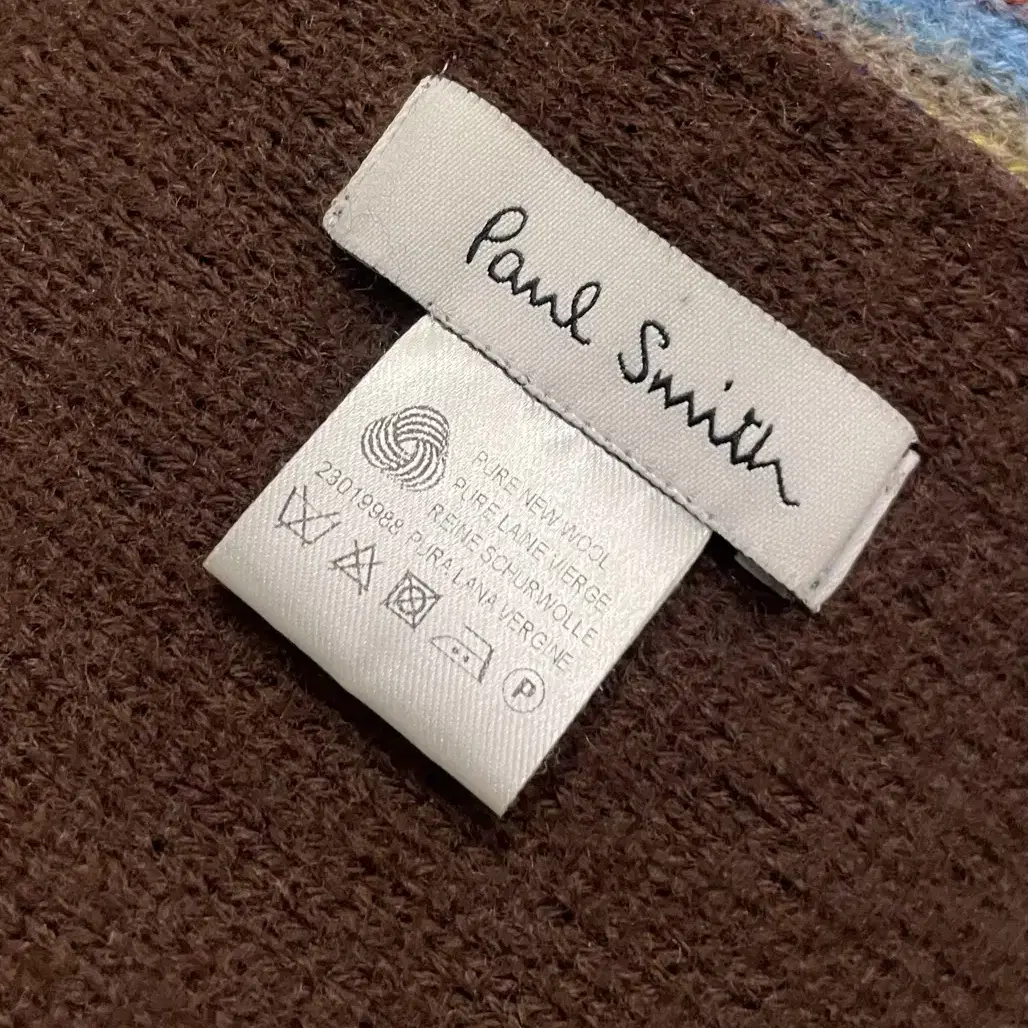 Paul Smith
PURE NEW WOOL
PURE LAINE VIERGE
REINE SCHURWOLLE
23019988 PURA LANA VERGINE
P